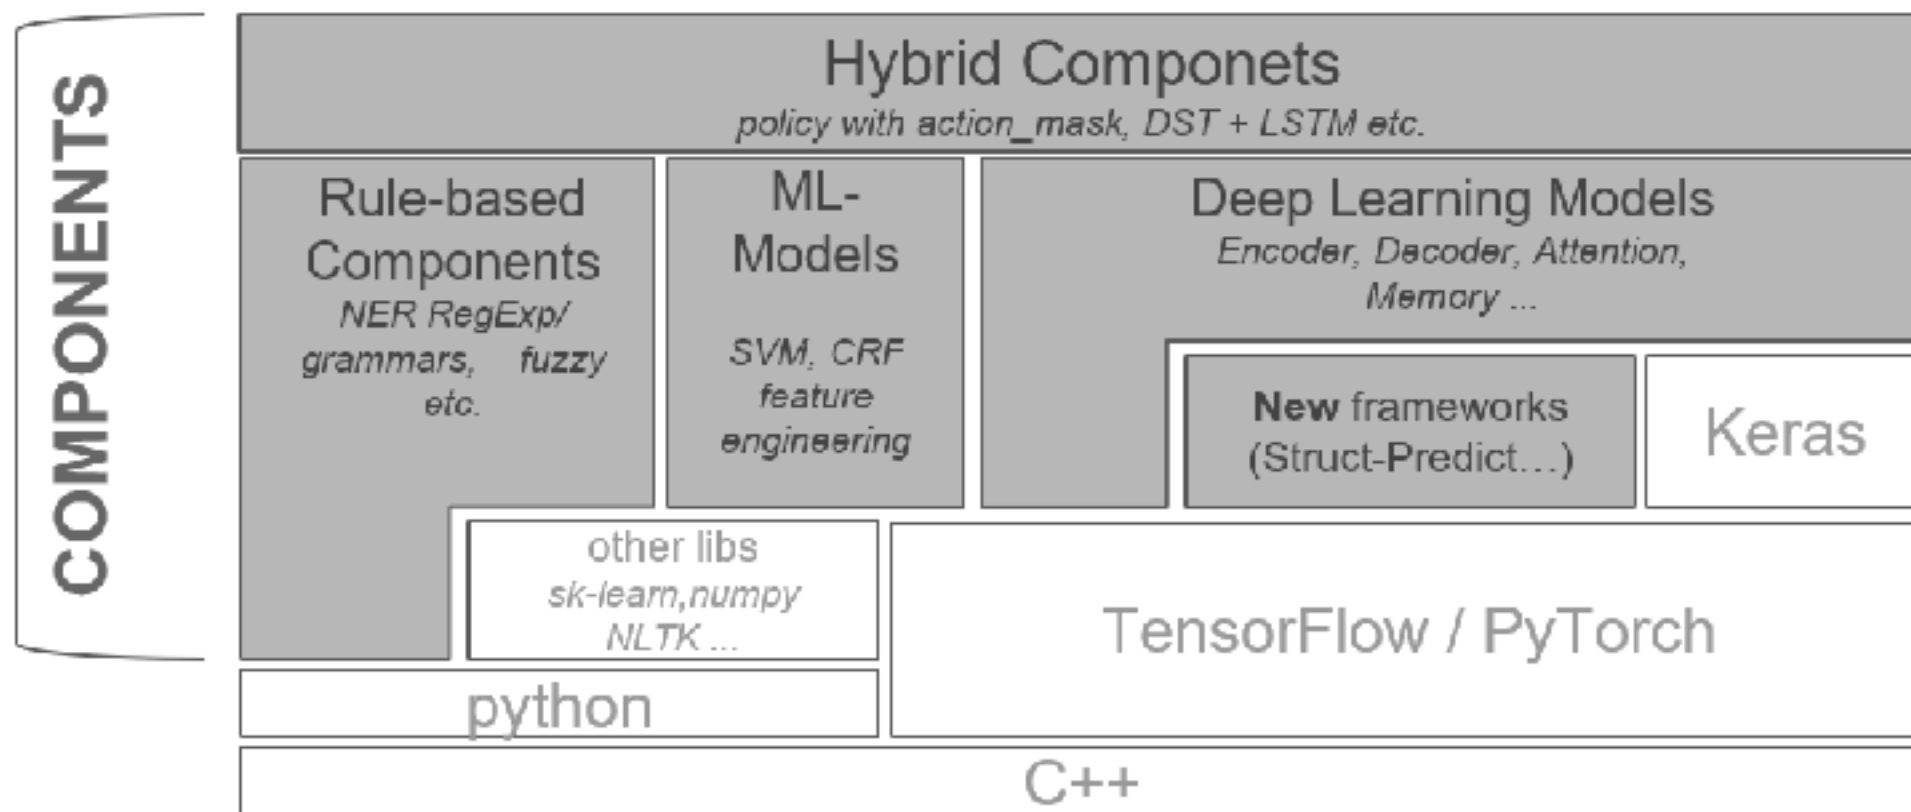 COMPONENTS
Hybrid Componets
policy with action_mask, DST + LSTM etc.
Rule-based
Components
NER RegExp/
grammars, fuzzy
etc.
ML-
Models
SVM, CRF
feature
engineering
Deep Learning Models
Encoder, Decoder, Attention,
Memory ...
New frameworks
(Struct-Predict...)
Keras
other libs
sk-learn,numpy
NLTK ...
TensorFlow / PyTorch
python
C++